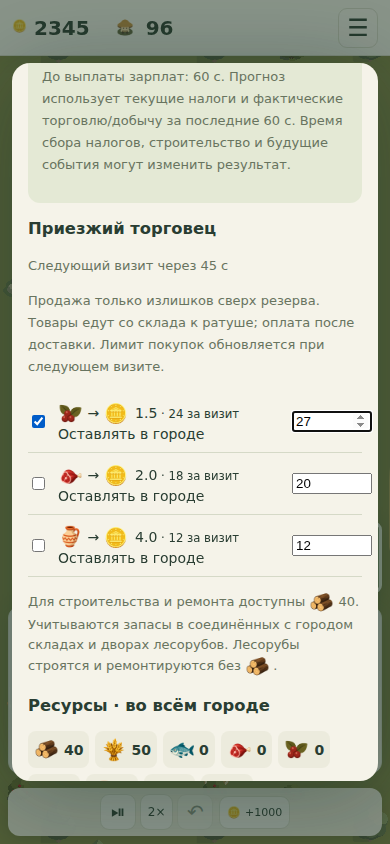 2345 96 ☰
До выплаты зарплат: 60 с. Прогноз
использует текущие налоги и фактические
торговлю/добычу за последние 60 с. Время
сбора налогов, строительство и будущие
события могут изменить результат.
Приезжий торговец
Следующий визит через 45 с
Продажа только излишков сверх резерва.
Товары едут со склада к ратуше; оплата после
доставки. Лимит покупок обновляется при
следующем визите.
→ 1.5 · 24 за визит
Оставлять в городе 27
→ 2.0 · 18 за визит
Оставлять в городе 20
→ 4.0 · 12 за визит
Оставлять в городе 12
Для строительства и ремонта доступны 40.
Учитываются запасы в соединённых с городом
складах и дворах лесорубов. Лесорубы
строятся и ремонтируются без .
Ресурсы · во всём городе
40 50 0 0 0
2× +1000